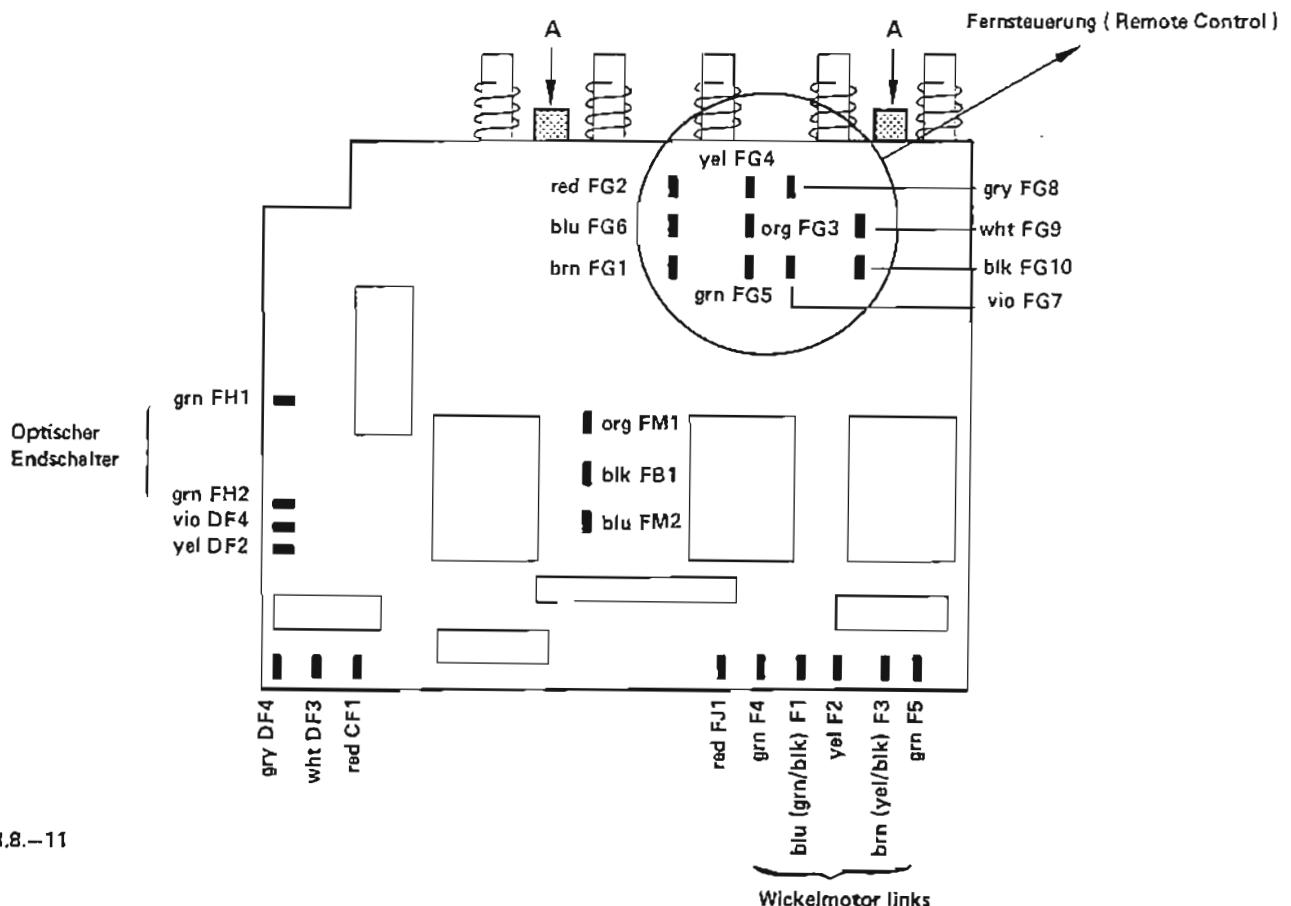 Fernsteuerung ( Remote Control )
A
A
yel FG4
red FG2
gry FG8
blu FG6
org FG3
wht FG9
brn FG1
blk FG10
grn FG5
vio FG7
grn FH1
Optischer
Endschalter
org FM1
blk FB1
grn FH2
vio DF4
blu FM2
yel DF2
gry DF4
wht DF3
red CF1
red FJ1
grn F4
blu (grn/blk) F1
yel F2
brn (yel/blk) F3
grn F5
.8.–11
Wickelmotor links